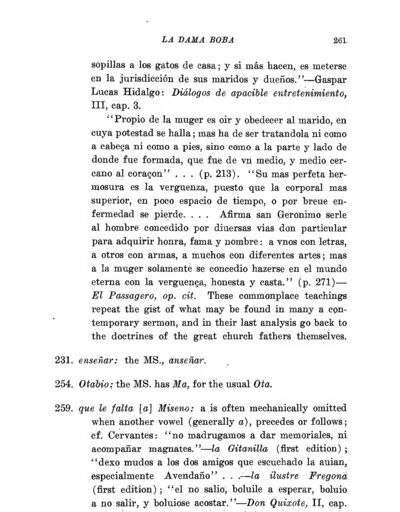 LA DAMA BOBA 261
sopillas a los gatos de casa; y si más hacen, es meterse
en la jurisdicción de sus maridos y dueños."—Gaspar
Lucas Hidalgo: Diálogos de apacible entretenimiento,
III, cap. 3.
"Propio de la muger es oir y obedecer al marido, en
cuya potestad se halla; mas ha de ser tratandola ni como
a cabeça ni como a pies, sino como a la parte y lado de
donde fue formada, que fue de vn medio, y medio cer-
cano al coraçon" . . . (p. 213). "Su mas perfeta her-
mosura es la verguenza, puesto que la corporal mas
superior, en poco espacio de tiempo, o por breue en-
fermedad se pierde. . . . Afirma san Geronimo serle
al hombre concedido por diuersas vias don particular
para adquirir honra, fama y nombre: a vnos con letras,
a otros con armas, a muchos con diferentes artes; mas
a la muger solamente se concedio hazerse en el mundo
eterna con la verguença, honesta y casta." (p. 271)—
El Passagero, op. cit. These commonplace teachings
repeat the gist of what may be found in many a con-
temporary sermon, and in their last analysis go back to
the doctrines of the great church fathers themselves.
231. enseñar: the MS., anseñar.
254. Otabio: the MS. has Ma, for the usual Ota.
259. que le falta [a] Miseno: a is often mechanically omitted
when another vowel (generally a), precedes or follows;
cf. Cervantes: "no madrugamos a dar memoriales, ni
acompañar magnates."—la Gitanilla (first edition);
"dexo mudos a los dos amigos que escuchado la auian,
especialmente Avendaño" . . .—la ilustre Fregona
(first edition); "el no salio, boluile a esperar, boluio
a no salir, y boluiose acostar."—Don Quixote, II, cap.